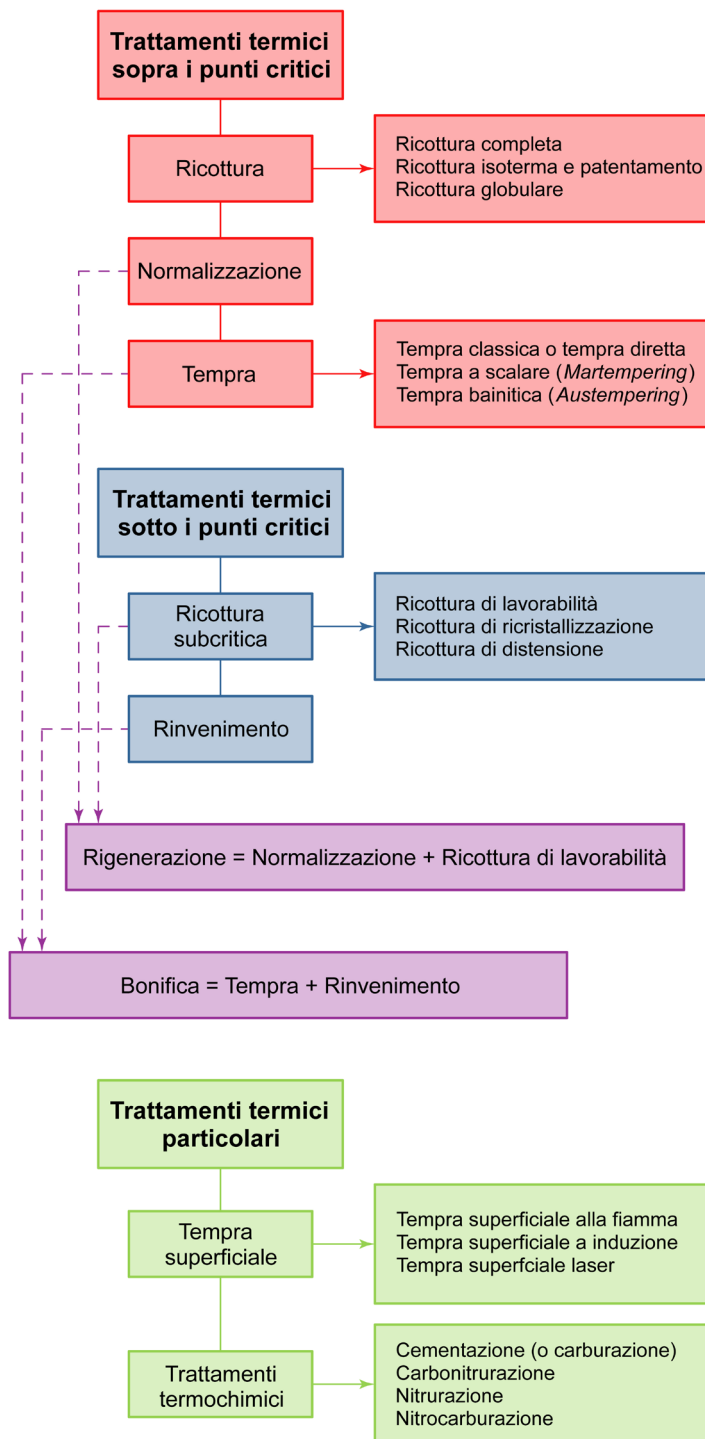 Trattamenti termici
sopra i punti critici
Ricottura
Ricottura completa
Ricottura isoterma e patentamento
Ricottura globulare
Normalizzazione
Tempra
Tempra classica o tempra diretta
Tempra a scalare (Martempering)
Tempra bainitica (Austempering)
Trattamenti termici
sotto i punti critici
Ricottura
subcritica
Ricottura di lavorabilità
Ricottura di ricristallizzazione
Ricottura di distensione
Rinvenimento
Rigenerazione = Normalizzazione + Ricottura di lavorabilità
Bonifica = Tempra + Rinvenimento
Trattamenti termici
particolari
Tempra
superficiale
Tempra superficiale alla fiamma
Tempra superficiale a induzione
Tempra superfciale laser
Trattamenti
termochimici
Cementazione (o carburazione)
Carbonitrurazione
Nitrurazione
Nitrocarburazione